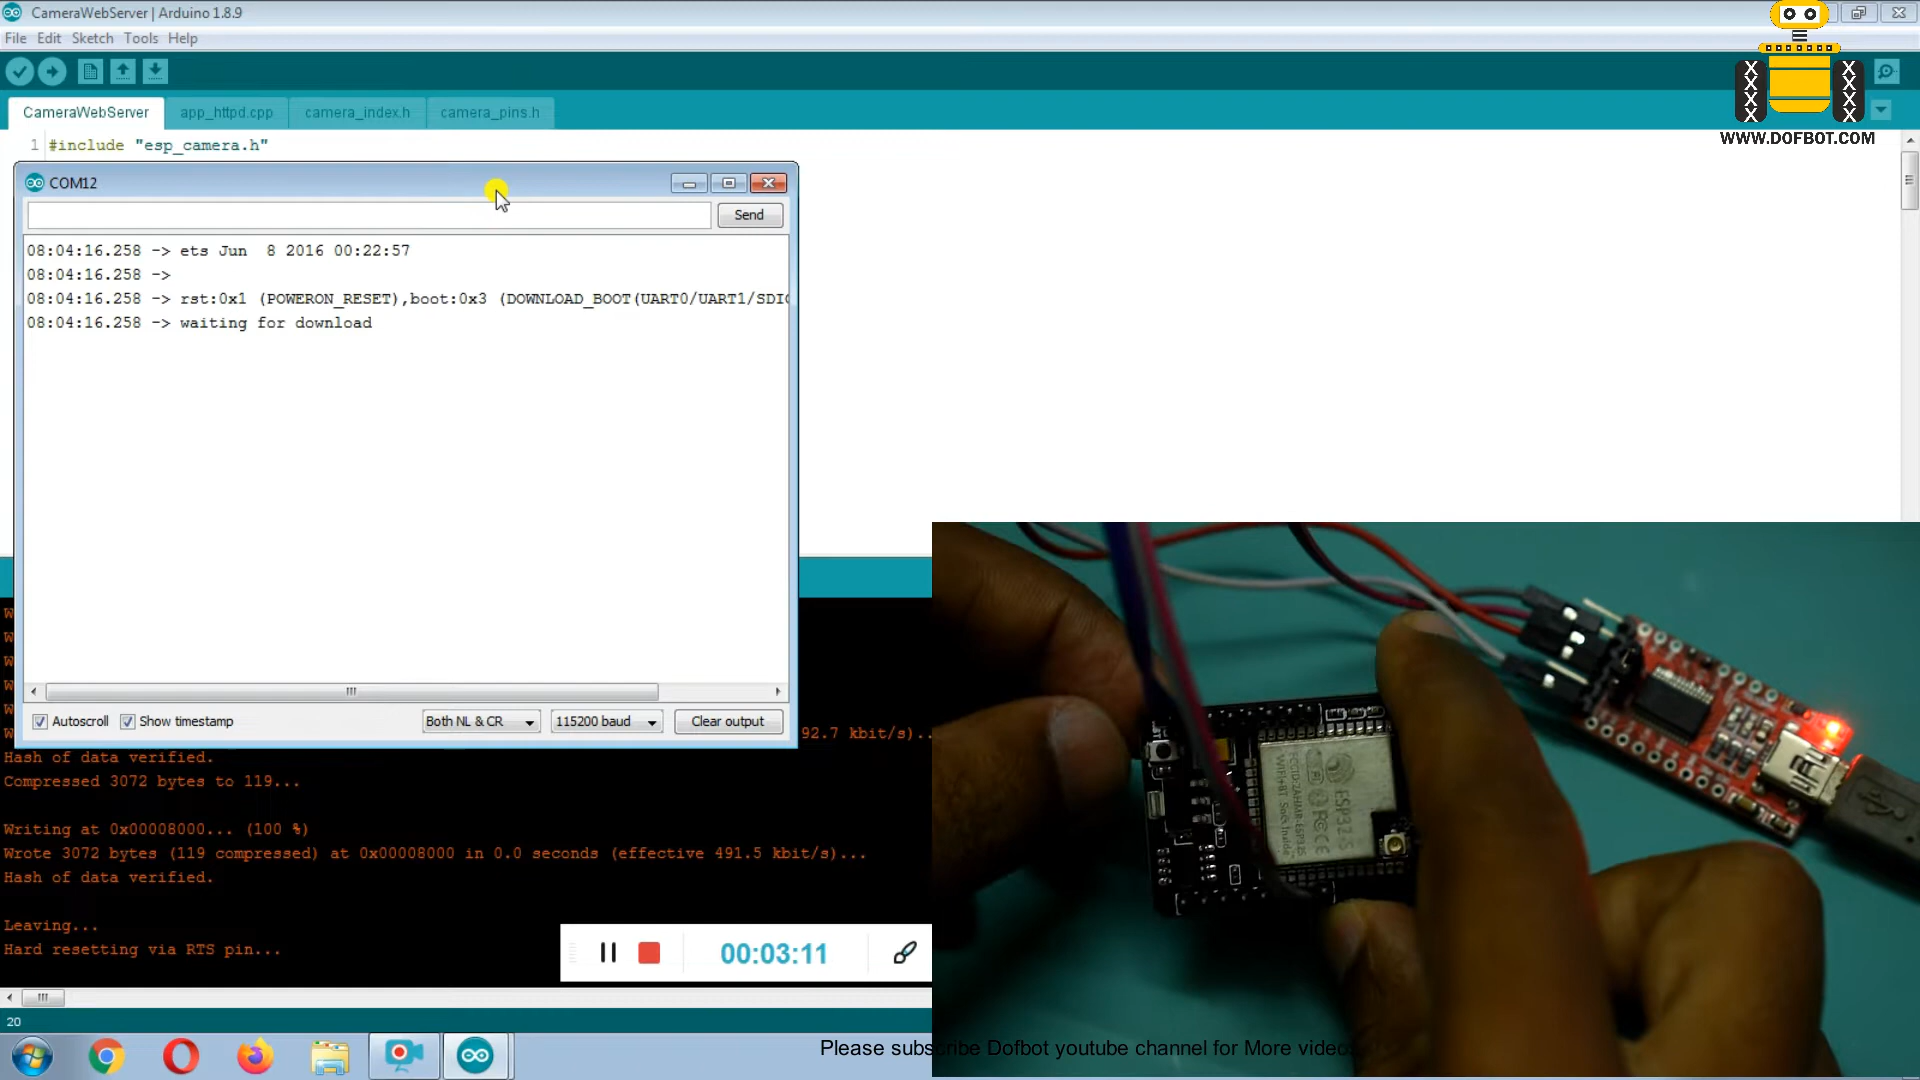 CameraWebServer | Arduino 1.8.9
File Edit Sketch Tools Help
WWW.DOFBOT.COM
CameraWebServer app_httpd.cpp camera_index.h camera_pins.h
1 #include "esp_camera.h"
COM12
Send
08:04:16.258 -> ets Jun  8 2016 00:22:57
08:04:16.258 ->
08:04:16.258 -> rst:0x1 (POWERON_RESET),boot:0x3 (DOWNLOAD_BOOT(UART0/UART1/SDI
08:04:16.258 -> waiting for download
Autoscroll Show timestamp Both NL & CR 115200 baud Clear output
92.7 kbit/s)...
Hash of data verified.
Compressed 3072 bytes to 119...
Writing at 0x00008000... (100 %)
Wrote 3072 bytes (119 compressed) at 0x00008000 in 0.0 seconds (effective 491.5 kbit/s)...
Hash of data verified.
Leaving...
Hard resetting via RTS pin...
00:03:11
20
ESP32S
WiFi+BT SoC Inside
Please subscribe Dofbot youtube channel for More videos